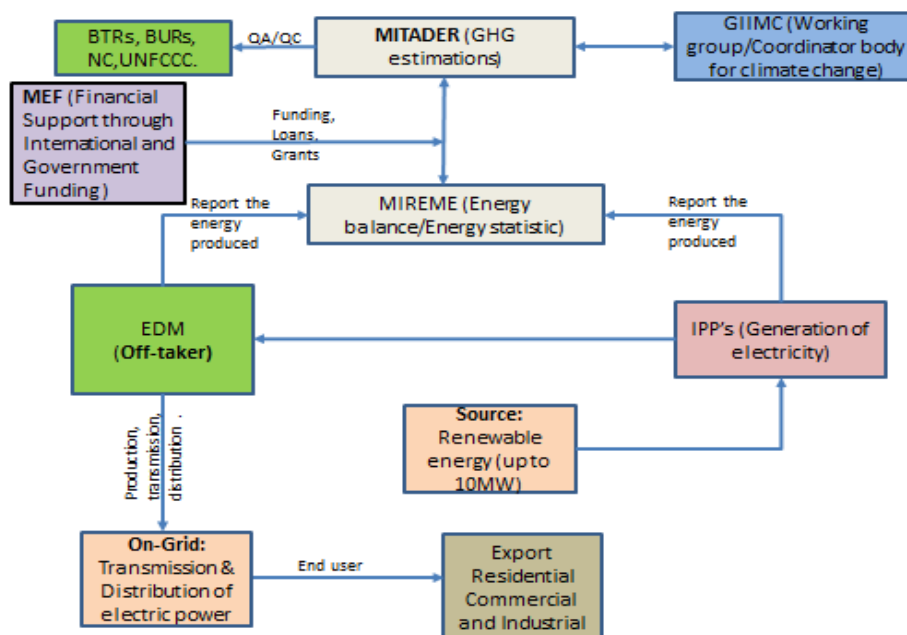 BTRs, BURs,
NC,UNFCCC.
QA/QC
MITADER (GHG
estimations)
GIIMC (Working
group/Coordinator body
for climate change)
MEF (Financial
Support through
International and
Government
Funding)
Funding,
Loans,
Grants
Report the
energy
produced
MIREME (Energy
balance/Energy statistic)
Report the
energy
produced
EDM
(Off-taker)
IPP's (Generation of
electricity)
Source:
Renewable
energy (up to
10MW)
Production,
transmission,
distribution .
On-Grid:
Transmission &
Distribution of
electric power
End user
Export
Residential
Commercial
and Industrial